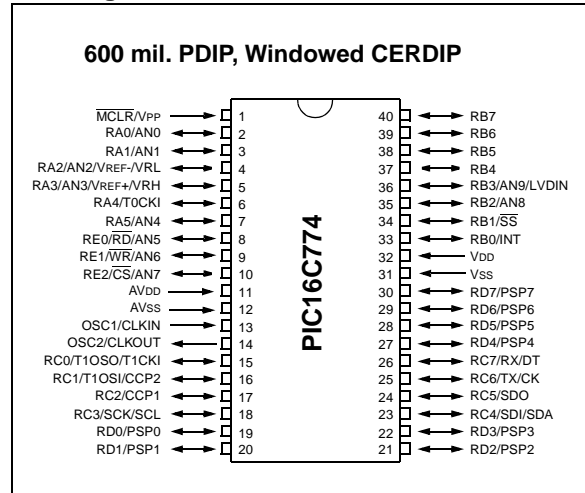 600 mil. PDIP, Windowed CERDIP
MCLR/VPP 1 40 RB7
RA0/AN0 2 39 RB6
RA1/AN1 3 38 RB5
RA2/AN2/VREF-/VRL 4 37 RB4
RA3/AN3/VREF+/VRH 5 36 RB3/AN9/LVDIN
RA4/T0CKI 6 35 RB2/AN8
RA5/AN4 7 34 RB1/SS
RE0/RD/AN5 8 33 RB0/INT
RE1/WR/AN6 9 32 VDD
RE2/CS/AN7 10 31 VSS
AVDD 11 30 RD7/PSP7
AVSS 12 29 RD6/PSP6
OSC1/CLKIN 13 28 RD5/PSP5
OSC2/CLKOUT 14 27 RD4/PSP4
RC0/T1OSO/T1CKI 15 26 RC7/RX/DT
RC1/T1OSI/CCP2 16 25 RC6/TX/CK
RC2/CCP1 17 24 RC5/SDO
RC3/SCK/SCL 18 23 RC4/SDI/SDA
RD0/PSP0 19 22 RD3/PSP3
RD1/PSP1 20 21 RD2/PSP2
PIC16C774